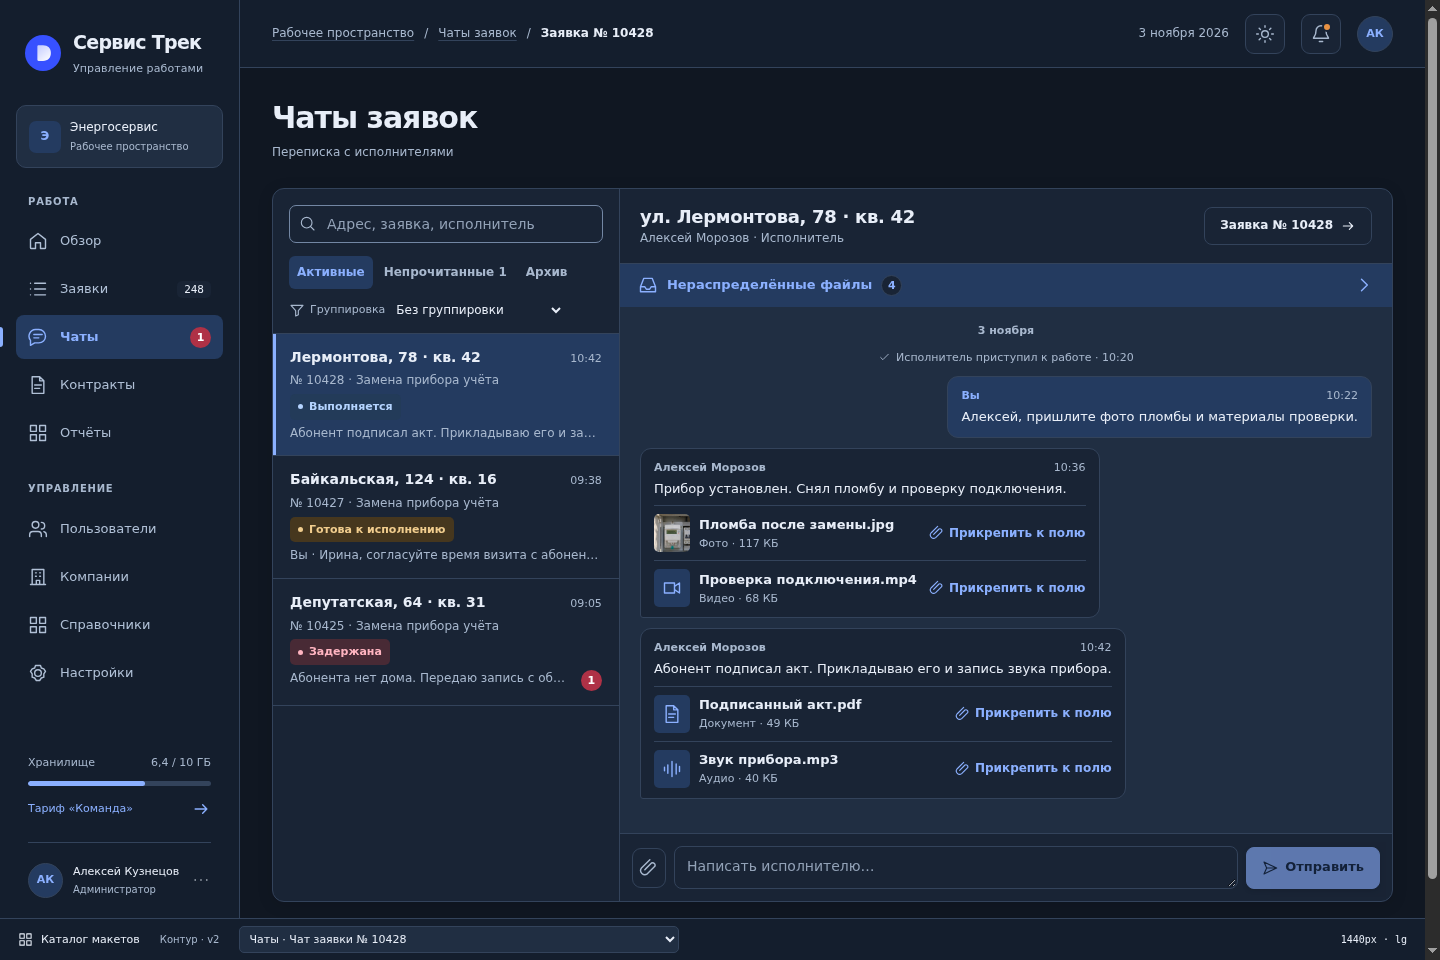 Сервис Трек
Управление работами
Э
Энергосервис
Рабочее пространство
РАБОТА
Обзор
Заявки 248
Чаты 1
Контракты
Отчёты
УПРАВЛЕНИЕ
Пользователи
Компании
Справочники
Настройки
Хранилище 6,4 / 10 ГБ
Тариф «Команда»
АК
Алексей Кузнецов
Администратор
···
Рабочее пространство / Чаты заявок / Заявка № 10428
3 ноября 2026
АК
Чаты заявок
Переписка с исполнителями
Адрес, заявка, исполнитель
Активные Непрочитанные 1 Архив
Группировка Без группировки
Лермонтова, 78 · кв. 42 10:42
№ 10428 · Замена прибора учёта
Выполняется
Абонент подписал акт. Прикладываю его и за…
Байкальская, 124 · кв. 16 09:38
№ 10427 · Замена прибора учёта
Готова к исполнению
Вы · Ирина, согласуйте время визита с абонен…
Депутатская, 64 · кв. 31 09:05
№ 10425 · Замена прибора учёта
Задержана
Абонента нет дома. Передаю запись с об… 1
ул. Лермонтова, 78 · кв. 42
Алексей Морозов · Исполнитель
Заявка № 10428
Нераспределённые файлы 4
3 ноября
Исполнитель приступил к работе · 10:20
Вы 10:22
Алексей, пришлите фото пломбы и материалы проверки.
Алексей Морозов 10:36
Прибор установлен. Снял пломбу и проверку подключения.
Пломба после замены.jpg
Фото · 117 КБ
Прикрепить к полю
Проверка подключения.mp4
Видео · 68 КБ
Прикрепить к полю
Алексей Морозов 10:42
Абонент подписал акт. Прикладываю его и запись звука прибора.
Подписанный акт.pdf
Документ · 49 КБ
Прикрепить к полю
Звук прибора.mp3
Аудио · 40 КБ
Прикрепить к полю
Написать исполнителю…
Отправить
Каталог макетов Контур · v2 Чаты · Чат заявки № 10428 1440px · lg